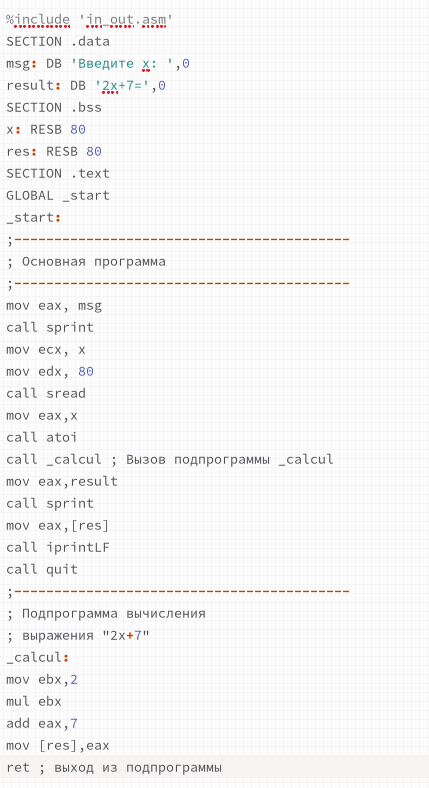 %include 'in_out.asm'
SECTION .data
msg: DB 'Введите x: ',0
result: DB '2x+7=',0
SECTION .bss
x: RESB 80
res: RESB 80
SECTION .text
GLOBAL _start
_start:
;------------------------------------------
; Основная программа
;------------------------------------------
mov eax, msg
call sprint
mov ecx, x
mov edx, 80
call sread
mov eax,x
call atoi
call _calcul ; Вызов подпрограммы _calcul
mov eax,result
call sprint
mov eax,[res]
call iprintLF
call quit
;------------------------------------------
; Подпрограмма вычисления
; выражения "2x+7"
_calcul:
mov ebx,2
mul ebx
add eax,7
mov [res],eax
ret ; выход из подпрограммы